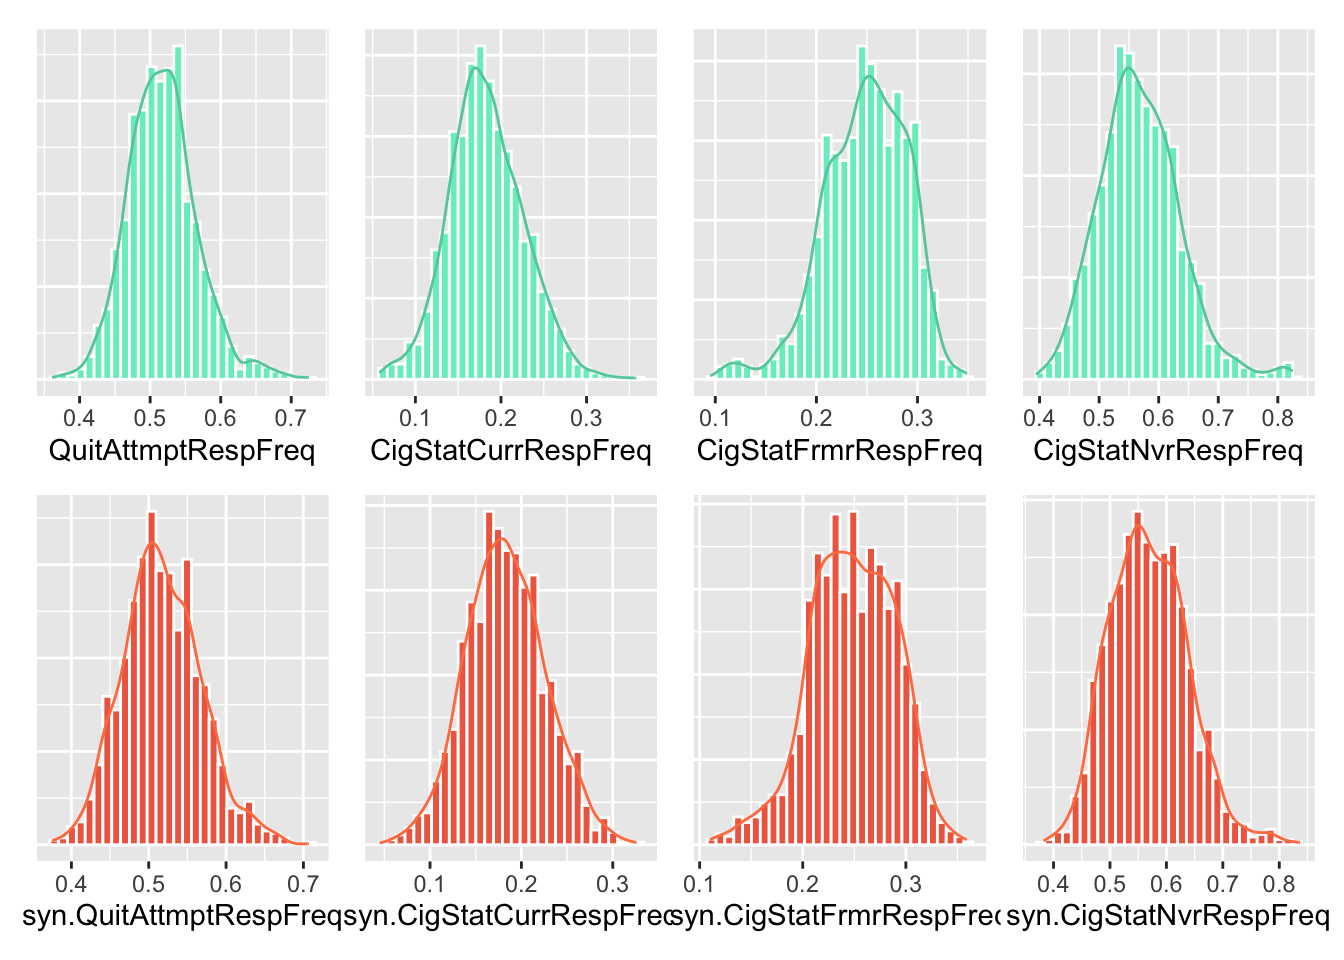 0.4 0.5 0.6 0.7
QuitAttmptRespFreq
0.1 0.2 0.3
CigStatCurrRespFreq
0.1 0.2 0.3
CigStatFrmrRespFreq
0.4 0.5 0.6 0.7 0.8
CigStatNvrRespFreq
0.4 0.5 0.6 0.7
syn.QuitAttmptRespFreq
0.1 0.2 0.3
syn.CigStatCurrRespFrec
0.1 0.2 0.3
syn.CigStatFrmrRespFrec
0.4 0.5 0.6 0.7 0.8
syn.CigStatNvrRespFreq